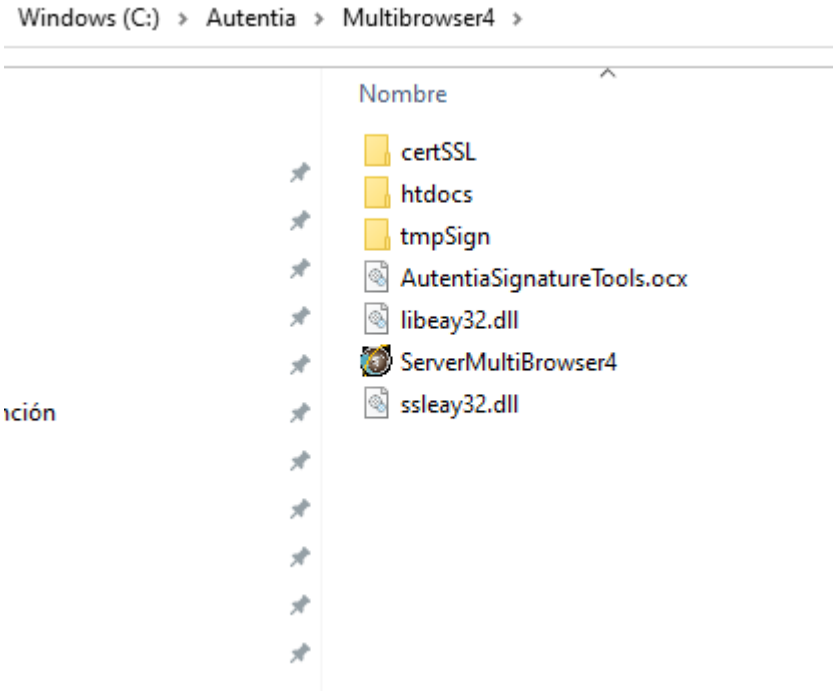 Windows (C:) > Autentia > Multibrowser4 >
Nombre
certSSL
htdocs
tmpSign
AutentiaSignatureTools.ocx
libeay32.dll
ServerMultiBrowser4
nción
ssleay32.dll